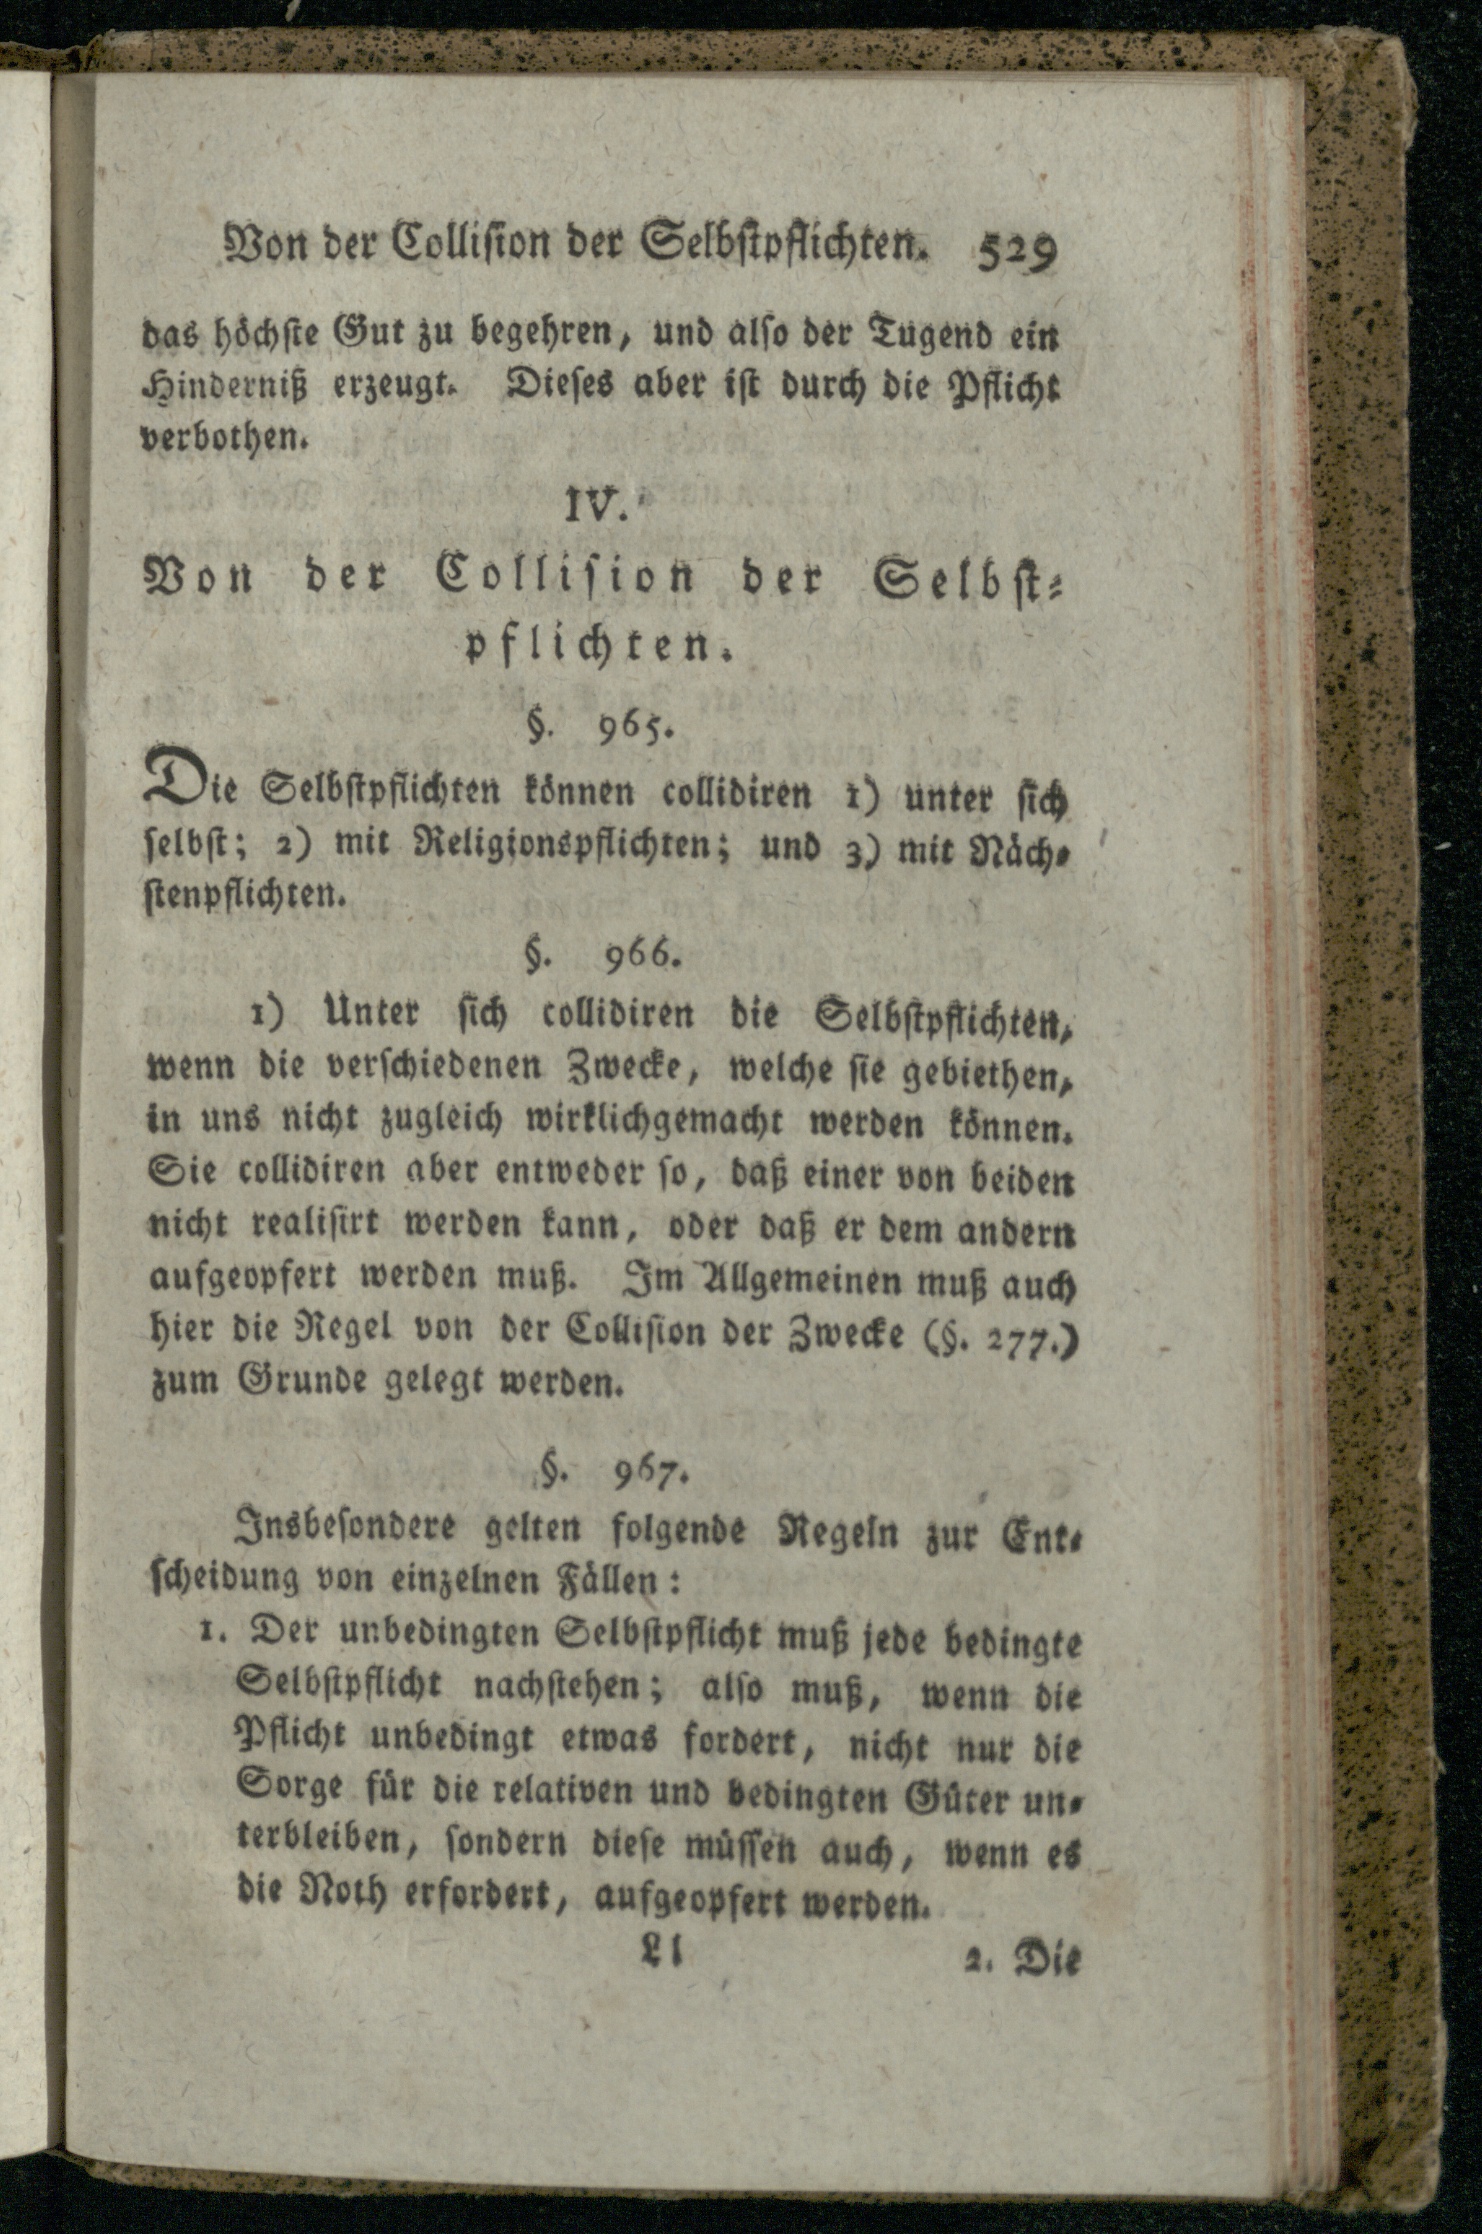 Von der Collision der Selbstpflichten. 529
das höchste Gut zu begehren, und also der Tugend ein
Hinderniß erzeugt. Dieses aber ist durch die Pflicht
verbothen.
IV.
Von der Collision der Selbst-
pflichten.
§. 965.
Die Selbstpflichten können collidiren 1) unter sich
selbst; 2) mit Religionspflichten; und 3) mit Näch-
stenpflichten.
§. 966.
1) Unter sich collidiren die Selbstpflichten,
wenn die verschiedenen Zwecke, welche sie gebiethen,
in uns nicht zugleich wirklichgemacht werden können.
Sie collidiren aber entweder so, daß einer von beiden
nicht realisirt werden kann, oder daß er dem andern
aufgeopfert werden muß. Im Allgemeinen muß auch
hier die Regel von der Collision der Zwecke (§. 277.)
zum Grunde gelegt werden.
§. 967.
Insbesondere gelten folgende Regeln zur Ent-
scheidung von einzelnen Fällen:
1. Der unbedingten Selbstpflicht muß jede bedingte
Selbstpflicht nachstehen; also muß, wenn die
Pflicht unbedingt etwas fordert, nicht nur die
Sorge für die relativen und bedingten Güter un-
terbleiben, sondern diese müssen auch, wenn es
die Noth erfordert, aufgeopfert werden.
Ll 2. Die